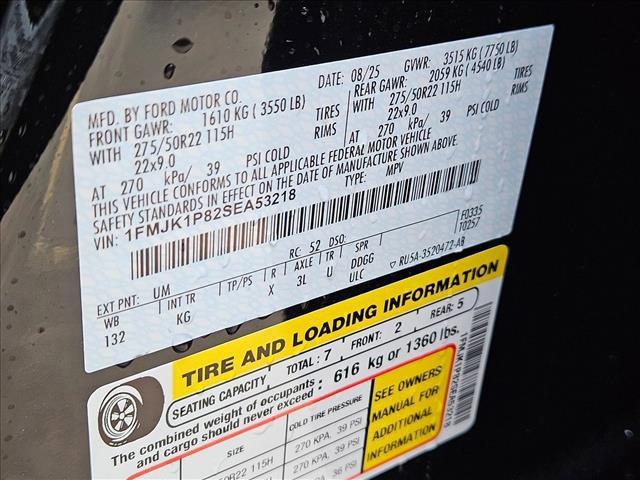 MFD. BY FORD MOTOR CO.
DATE: 08/25
GVWR: 3515 KG (7750 LB)
FRONT GAWR: 1610 KG (3550 LB)
REAR GAWR: 2059 KG (4540 LB)
WITH 275/50R22 115H TIRES
WITH 275/50R22 115H TIRES
22x9.0 RIMS
22x9.0 RIMS
AT 270 kPa/ 39 PSI COLD
AT 270 kPa/ 39 PSI COLD
THIS VEHICLE CONFORMS TO ALL APPLICABLE FEDERAL MOTOR VEHICLE
SAFETY STANDARDS IN EFFECT ON THE DATE OF MANUFACTURE SHOWN ABOVE.
VIN: 1FMJK1P82SEA53218
TYPE: MPV
F0335
T0257
EXT PNT: UM RC: 52 DSO:
WB INT TR TP/PS R AXLE TR SPR
132 KG X 3L U DDGG
ULC ▽ RU5A-3520472-AB
TIRE AND LOADING INFORMATION
SEATING CAPACITY TOTAL: 7 FRONT: 2 REAR: 5
The combined weight of occupants
and cargo should never exceed : 616 kg or 1360 lbs.
SIZE COLD TIRE PRESSURE
50R22 115H 270 KPA, 39 PSI
270 KPA, 39 PSI
36 PSI
SEE OWNERS
MANUAL FOR
ADDITIONAL
INFORMATION